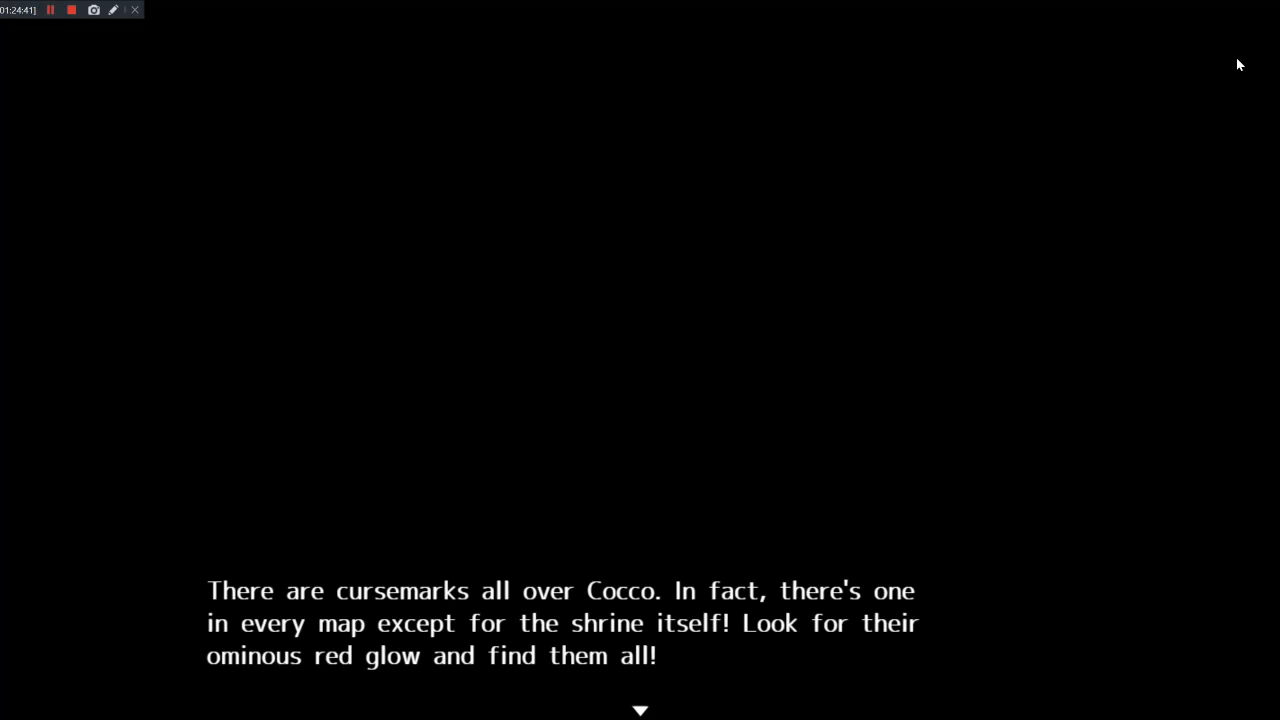 01:24:41]
There are cursemarks all over Cocco. In fact, there's one
in every map except for the shrine itself! Look for their
ominous red glow and find them all!